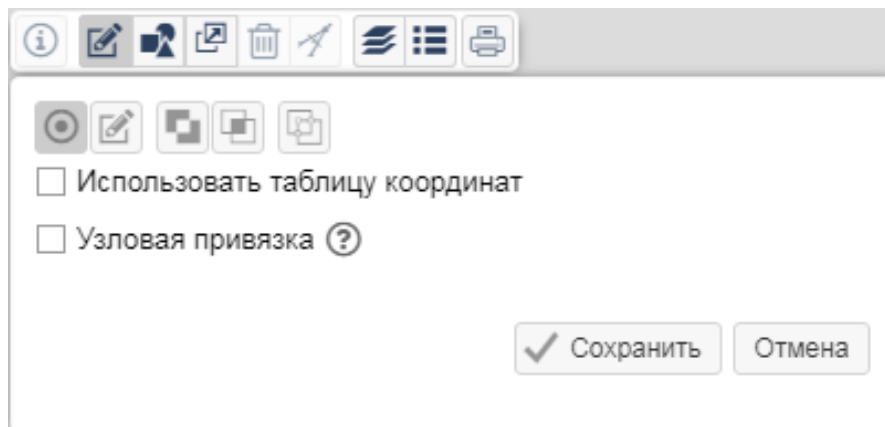 Использовать таблицу координат
Узловая привязка ?
Сохранить Отмена